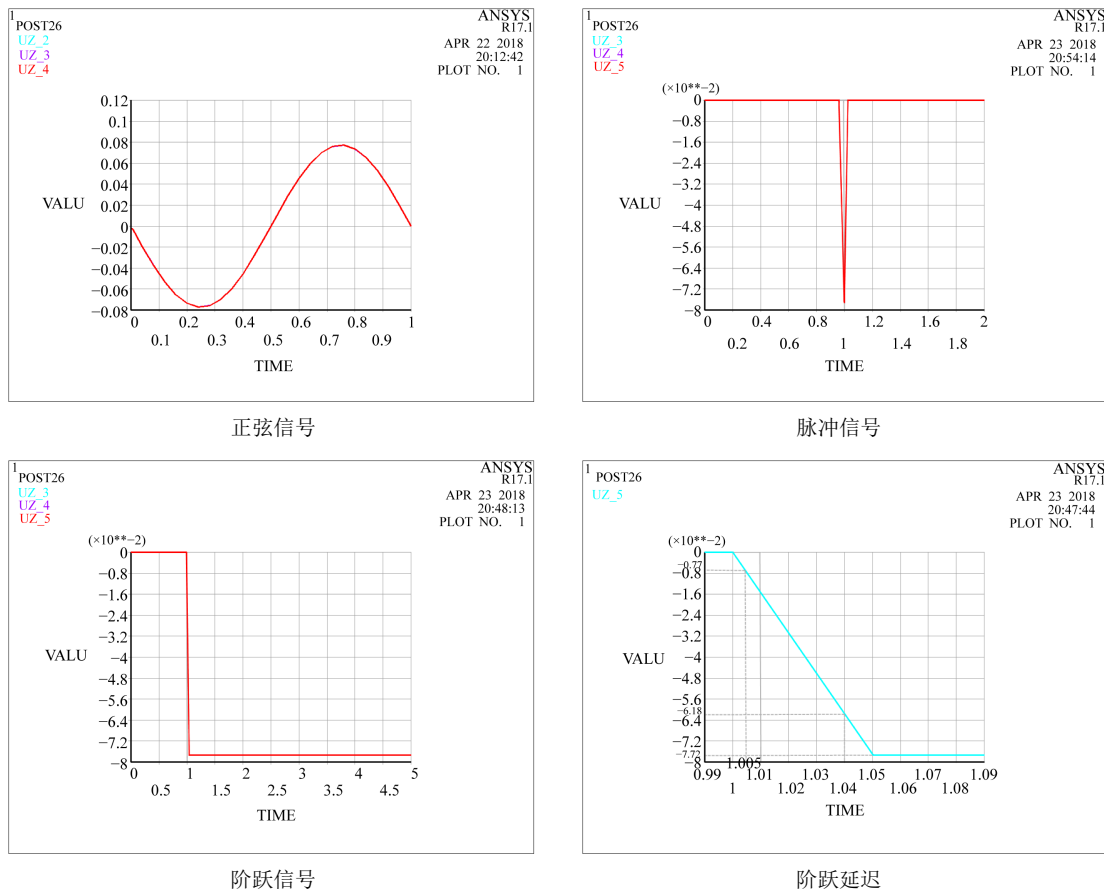 1
POST26
UZ_2
UZ_3
UZ_4
ANSYS
R17.1
APR 22 2018
20:12:42
PLOT NO. 1
0.12
0.1
0.08
0.06
0.04
0.02
0
−0.02
−0.04
−0.06
−0.08
VALU
0 0.2 0.4 0.6 0.8 1
0.1 0.3 0.5 0.7 0.9
TIME
正弦信号
1
POST26
UZ_3
UZ_4
UZ_5
ANSYS
R17.1
APR 23 2018
20:54:14
PLOT NO. 1
(×10**−2)
0
−0.8
−1.6
−2.4
−3.2
−4
−4.8
−5.6
−6.4
−7.2
−8
VALU
0 0.4 0.8 1.2 1.6 2
0.2 0.6 1 1.4 1.8
TIME
脉冲信号
1
POST26
UZ_3
UZ_4
UZ_5
ANSYS
R17.1
APR 23 2018
20:48:13
PLOT NO. 1
(×10**−2)
0
−0.8
−1.6
−2.4
−3.2
−4
−4.8
−5.6
−6.4
−7.2
−8
VALU
0 1 2 3 4 5
0.5 1.5 2.5 3.5 4.5
TIME
阶跃信号
1
POST26
UZ_5
ANSYS
R17.1
APR 23 2018
20:47:44
PLOT NO. 1
(×10**−2)
0
−0.77
−0.8
−1.6
−2.4
−3.2
−4
−4.8
−5.6
−6.18
−6.4
−7.2
−7.72
−8
VALU
1.005
0.99 1.01 1.03 1.05 1.07 1.09
1 1.02 1.04 1.06 1.08
TIME
阶跃延迟